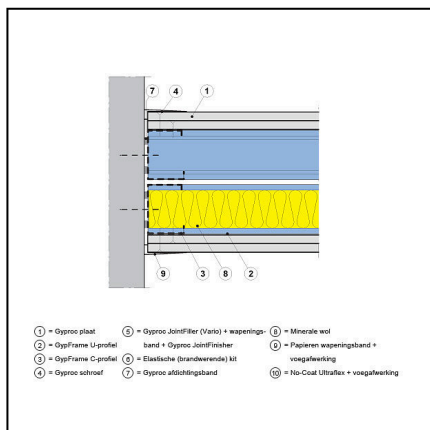 7 4 1
9 3 8 2
1 = Gyproc plaat
2 = GypFrame U-profiel
3 = GypFrame C-profiel
4 = Gyproc schroef
5 = Gyproc JointFiller (Vario) + wapenings-
band + Gyproc JointFinisher
6 = Elastische (brandwerende) kit
7 = Gyproc afdichtingsband
8 = Minerale wol
9 = Papieren wapeningsband +
voegafwerking
10 = No-Coat Ultraflex + voegafwerking